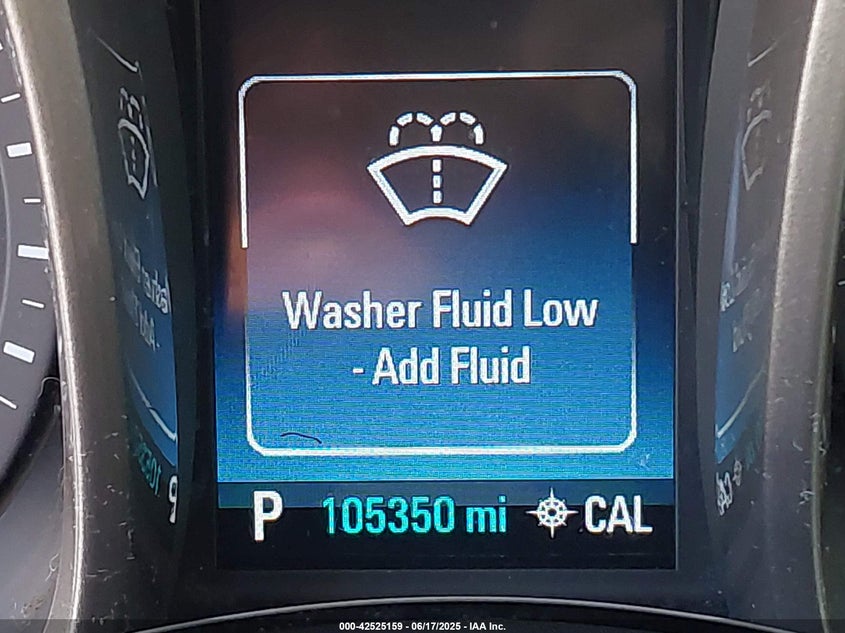 Washer Fluid Low
- Add Fluid
P 105350 mi CAL
000-42525159 - 06/17/2025 - IAA Inc.